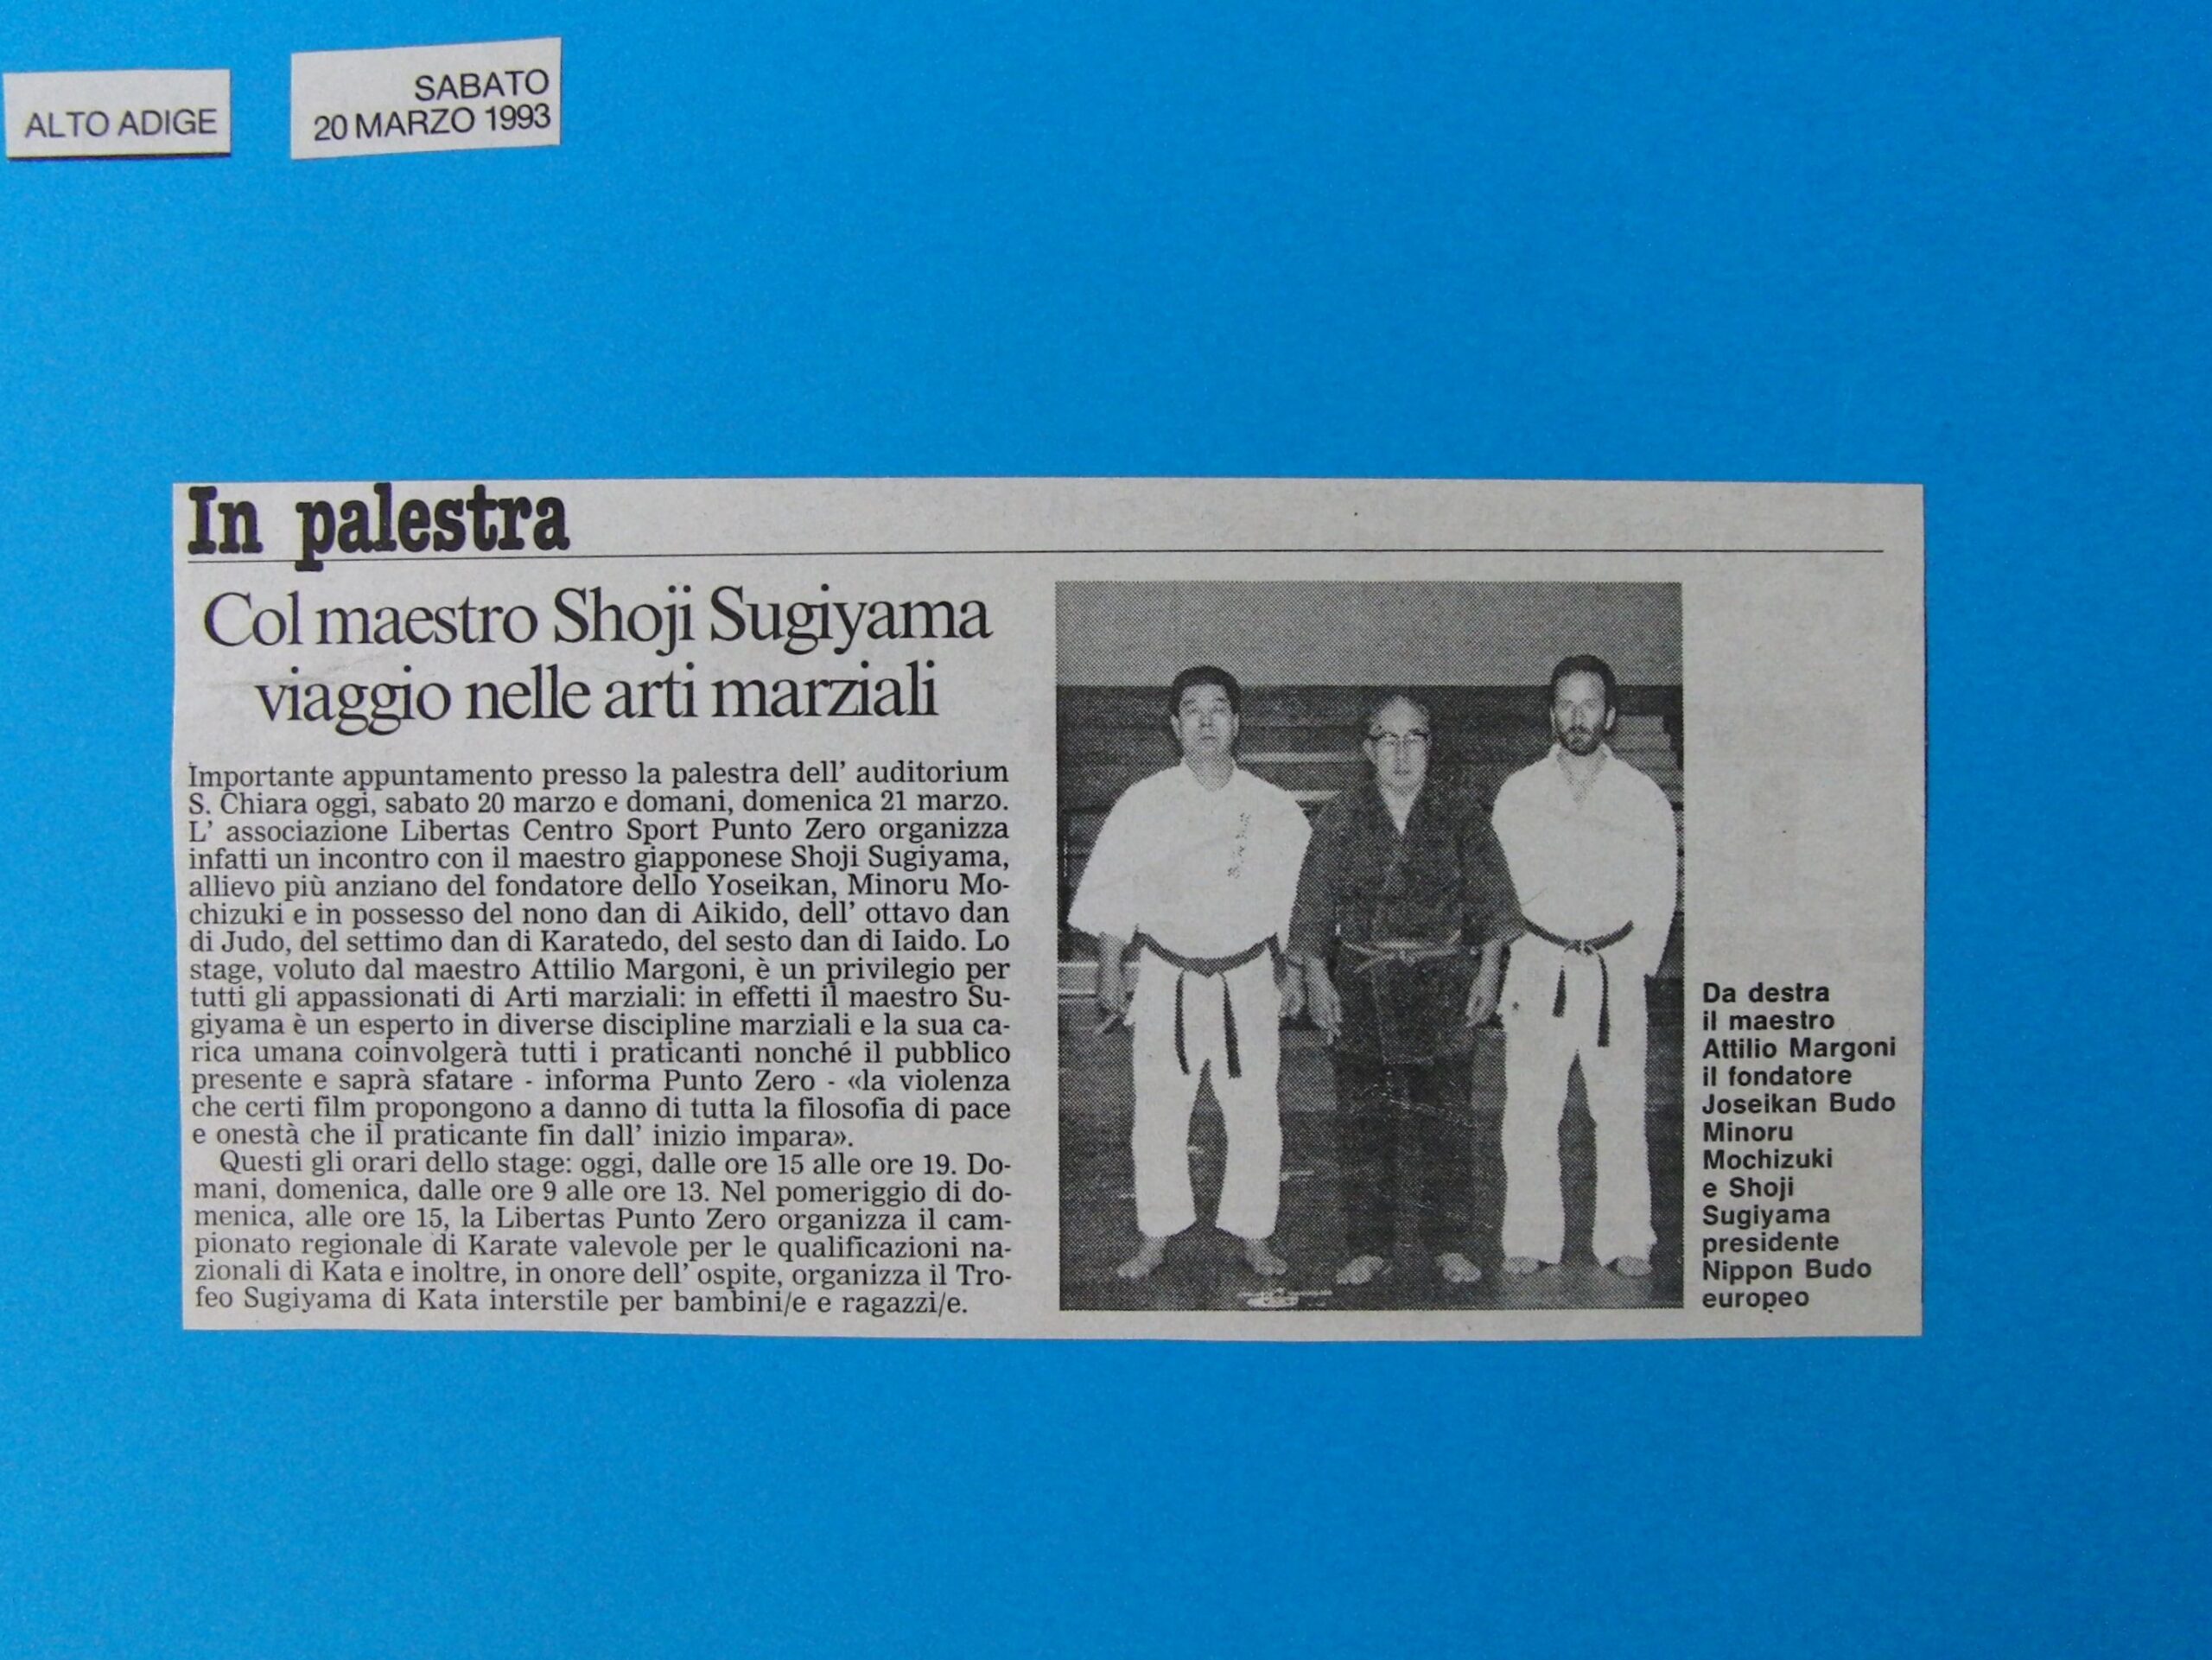 ALTO ADIGE
SABATO
20 MARZO 1993
In palestra
Col maestro Shoji Sugiyama
viaggio nelle arti marziali
Importante appuntamento presso la palestra dell' auditorium
S. Chiara oggi, sabato 20 marzo e domani, domenica 21 marzo.
L' associazione Libertas Centro Sport Punto Zero organizza
infatti un incontro con il maestro giapponese Shoji Sugiyama,
allievo più anziano del fondatore dello Yoseikan, Minoru Mo-
chizuki e in possesso del nono dan di Aikido, dell' ottavo dan
di Judo, del settimo dan di Karatedo, del sesto dan di Iaido. Lo
stage, voluto dal maestro Attilio Margoni, è un privilegio per
tutti gli appassionati di Arti marziali: in effetti il maestro Su-
giyama è un esperto in diverse discipline marziali e la sua ca-
rica umana coinvolgerà tutti i praticanti nonché il pubblico
presente e saprà sfatare - informa Punto Zero - «la violenza
che certi film propongono a danno di tutta la filosofia di pace
e onestà che il praticante fin dall' inizio impara».
Questi gli orari dello stage: oggi, dalle ore 15 alle ore 19. Do-
mani, domenica, dalle ore 9 alle ore 13. Nel pomeriggio di do-
menica, alle ore 15, la Libertas Punto Zero organizza il cam-
pionato regionale di Karate valevole per le qualificazioni na-
zionali di Kata e inoltre, in onore dell' ospite, organizza il Tro-
feo Sugiyama di Kata interstile per bambini/e e ragazzi/e.
Da destra
il maestro
Attilio Margoni
il fondatore
Joseikan Budo
Minoru
Mochizuki
e Shoji
Sugiyama
presidente
Nippon Budo
europeo